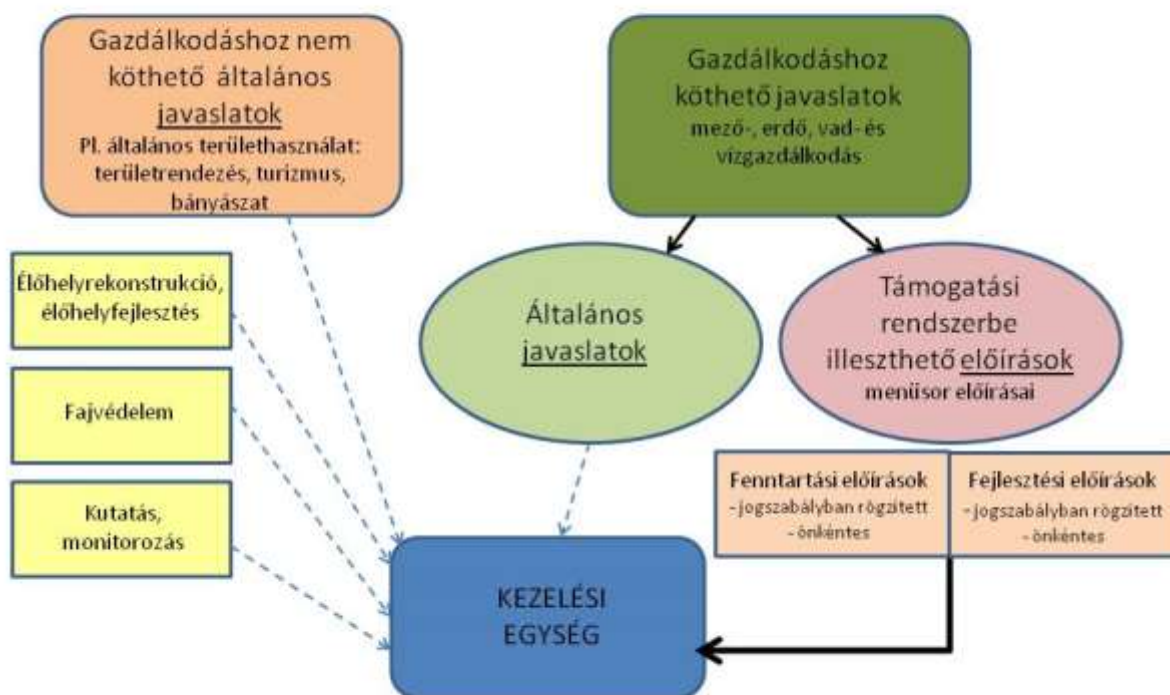 Gazdálkodáshoz nem
köthető általános
javaslatok
Pl. általános területhasználat:
területrendezés, turizmus,
bányászat
Gazdálkodáshoz
köthető javaslatok
mező-, erdő, vad- és
vízgazdálkodás
Élőhelyrekonstrukció,
élőhelyfejlesztés
Fajvédelem
Kutatás,
monitorozás
Általános
javaslatok
Támogatási
rendszerbe
illeszthető előírások
menüsor előírásai
Fenntartási előírások
- jogszabályban rögzített
- önkéntes
Fejlesztési előírások
- jogszabályban rögzített
- önkéntes
KEZELÉSI
EGYSÉG